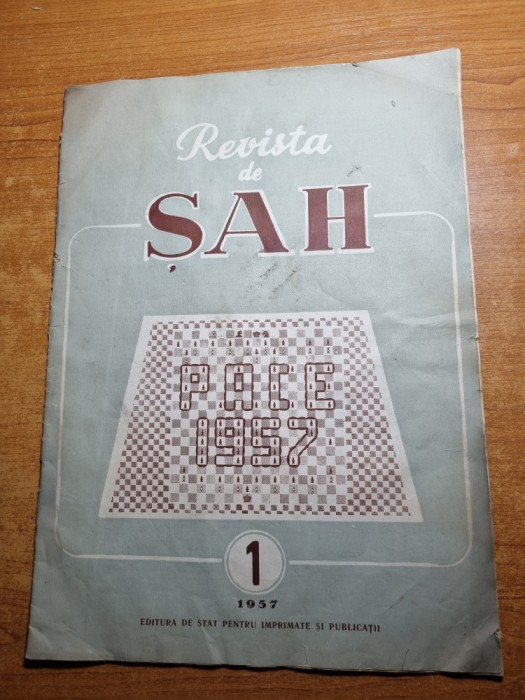 Revista
de
ȘAH
PACE
1957
1
1957
EDITURA DE STAT PENTRU IMPRIMATE ȘI PUBLICAȚII